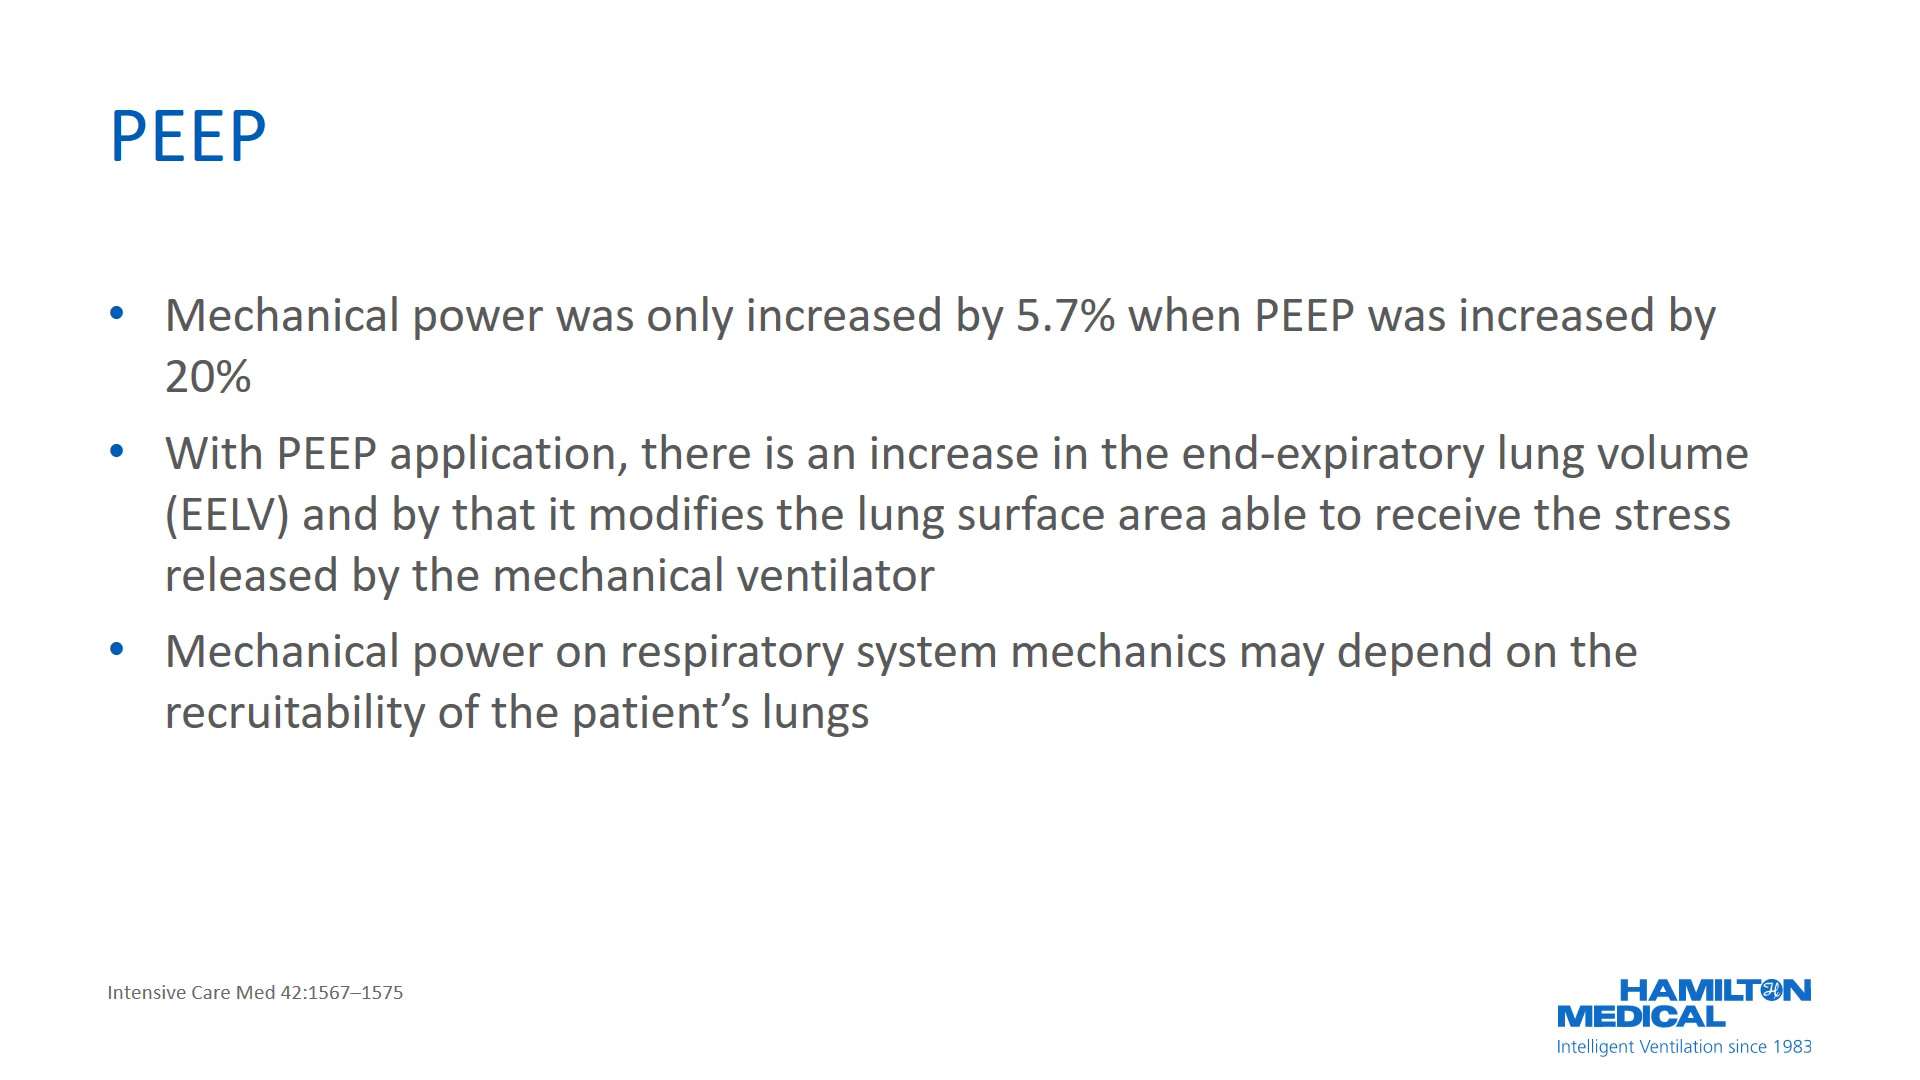 PEEP
• Mechanical power was only increased by 5.7% when PEEP was increased by
20%
• With PEEP application, there is an increase in the end-expiratory lung volume
(EELV) and by that it modifies the lung surface area able to receive the stress
released by the mechanical ventilator
• Mechanical power on respiratory system mechanics may depend on the
recruitability of the patient’s lungs
Intensive Care Med 42:1567–1575
HAMILTON
MEDICAL
Intelligent Ventilation since 1983